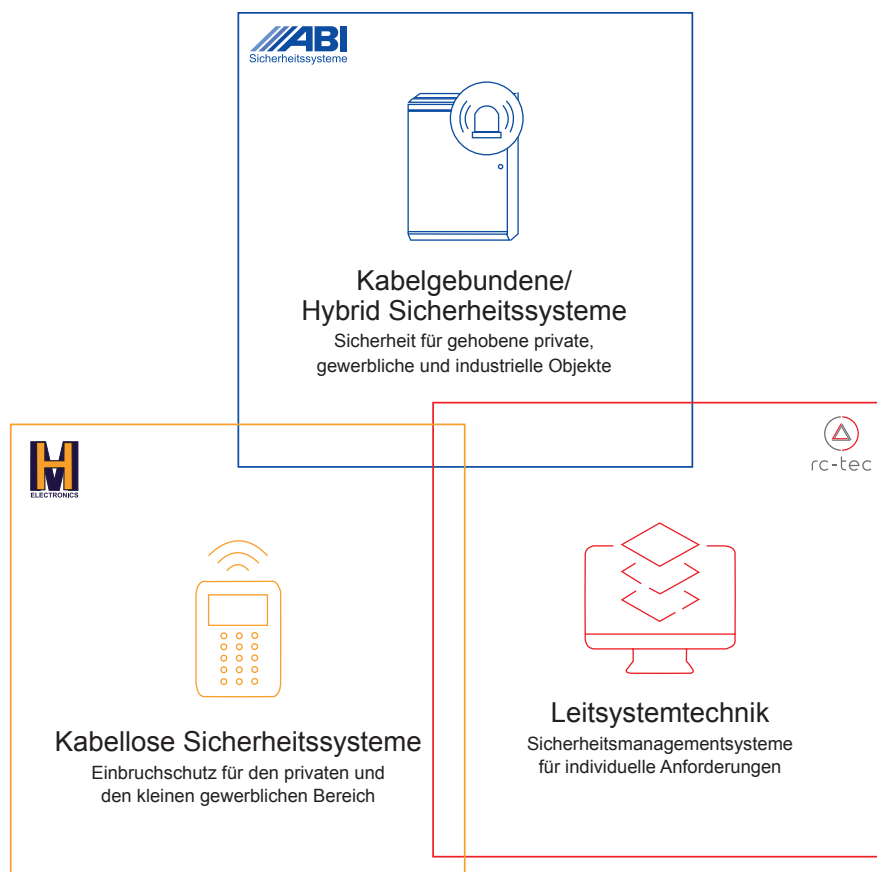 ABI
Sicherheitssysteme
Kabelgebundene/
Hybrid Sicherheitssysteme
Sicherheit für gehobene private,
gewerbliche und industrielle Objekte
H
ELECTRONICS
Kabellose Sicherheitssysteme
Einbruchschutz für den privaten und
den kleinen gewerblichen Bereich
rc-tec
Leitsystemtechnik
Sicherheitsmanagementsysteme
für individuelle Anforderungen